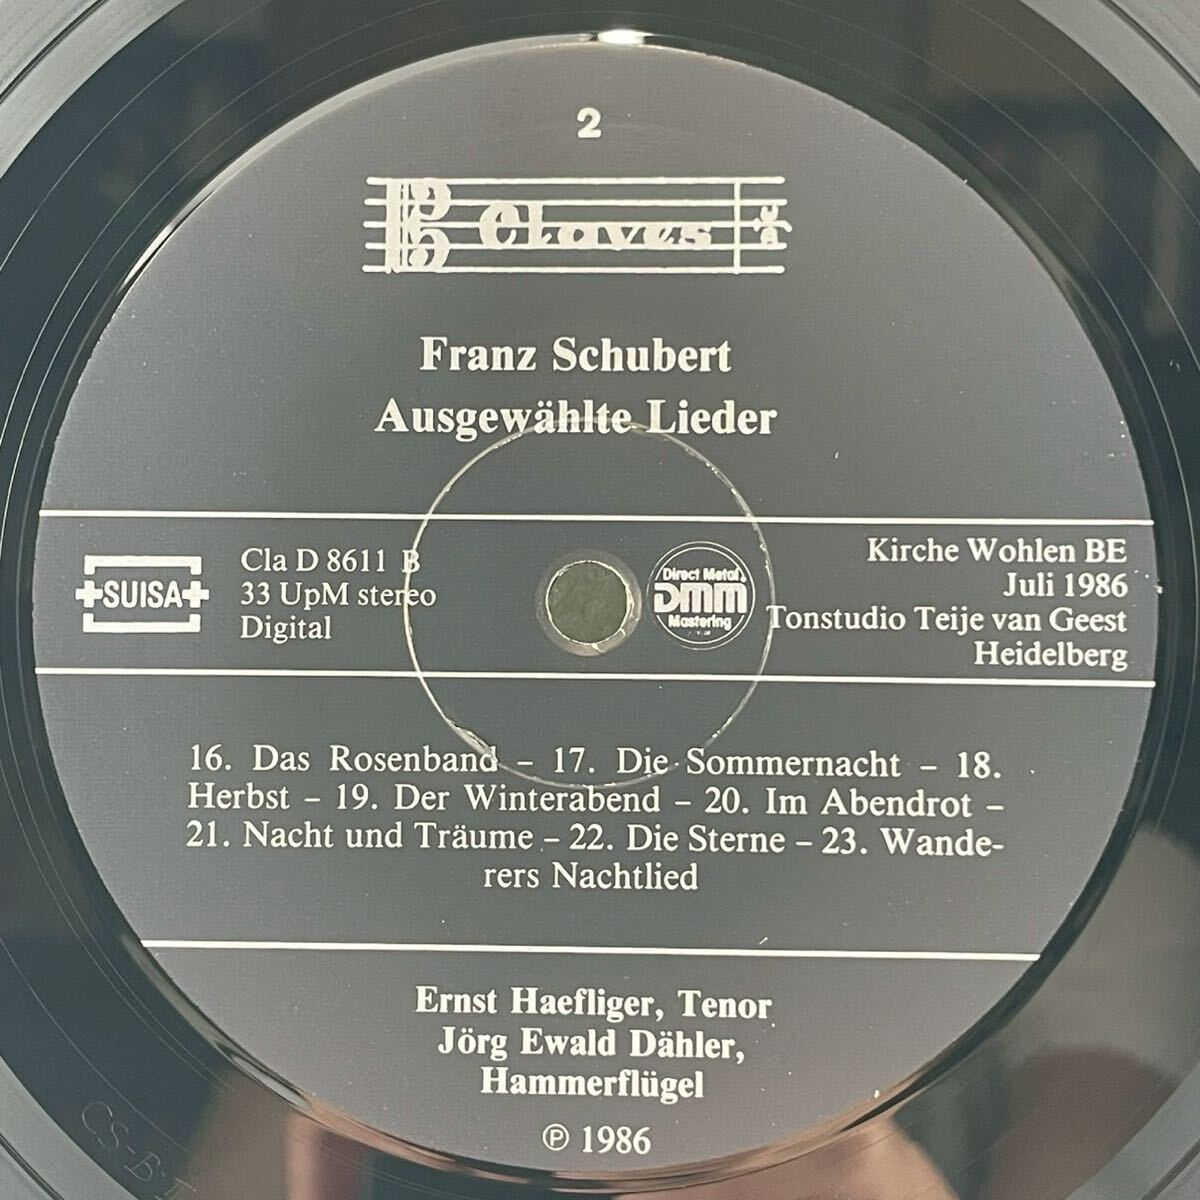 2
Claves
Franz Schubert
Ausgewählte Lieder
SUISA
Cla D 8611 B
33 UpM stereo
Digital
Direct Metal
DMM
Mastering
Kirche Wohlen BE
Juli 1986
Tonstudio Teije van Geest
Heidelberg
16. Das Rosenband – 17. Die Sommernacht – 18.
Herbst – 19. Der Winterabend – 20. Im Abendrot –
21. Nacht und Träume – 22. Die Sterne – 23. Wande-
rers Nachtlied
Ernst Haefliger, Tenor
Jörg Ewald Dähler,
Hammerflügel
℗ 1986